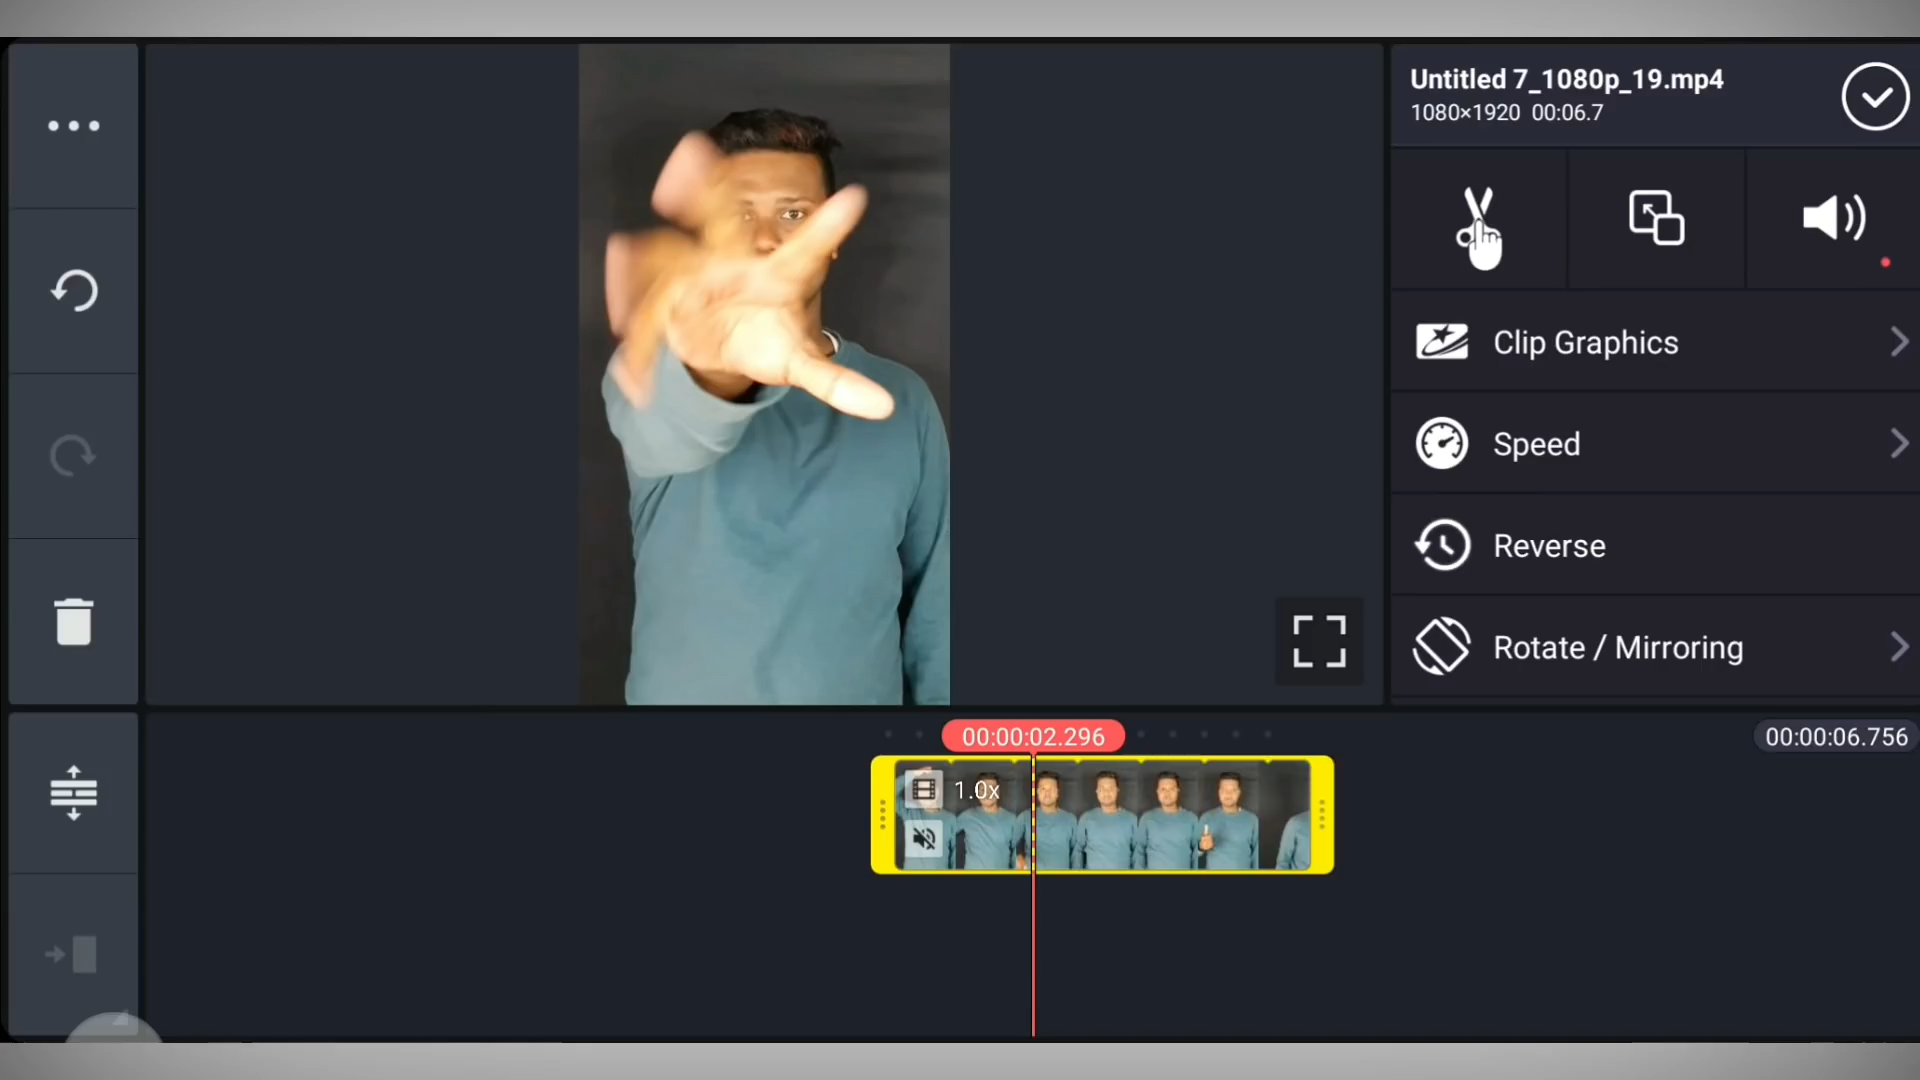 Untitled 7_1080p_19.mp4
1080×1920 00:06.7
Clip Graphics
Speed
Reverse
Rotate / Mirroring
00:00:02.296
00:00:06.756
1.0x